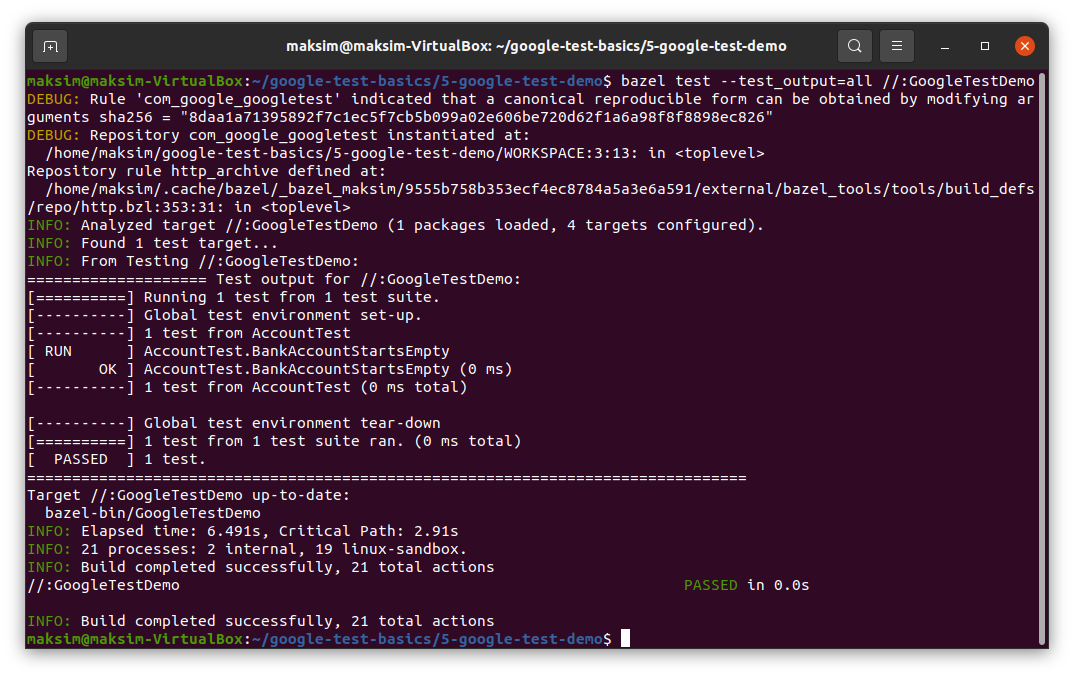 maksim@maksim-VirtualBox: ~/google-test-basics/5-google-test-demo
maksim@maksim-VirtualBox:~/google-test-basics/5-google-test-demo$ bazel test --test_output=all //:GoogleTestDemo
DEBUG: Rule 'com_google_googletest' indicated that a canonical reproducible form can be obtained by modifying ar
guments sha256 = "8daa1a71395892f7c1ec5f7cb5b099a02e606be720d62f1a6a98f8f8898ec826"
DEBUG: Repository com_google_googletest instantiated at:
  /home/maksim/google-test-basics/5-google-test-demo/WORKSPACE:3:13: in <toplevel>
Repository rule http_archive defined at:
  /home/maksim/.cache/bazel/_bazel_maksim/9555b758b353ecf4ec8784a5a3e6a591/external/bazel_tools/tools/build_defs
/repo/http.bzl:353:31: in <toplevel>
INFO: Analyzed target //:GoogleTestDemo (1 packages loaded, 4 targets configured).
INFO: Found 1 test target...
INFO: From Testing //:GoogleTestDemo:
==================== Test output for //:GoogleTestDemo:
[==========] Running 1 test from 1 test suite.
[----------] Global test environment set-up.
[----------] 1 test from AccountTest
[ RUN      ] AccountTest.BankAccountStartsEmpty
[       OK ] AccountTest.BankAccountStartsEmpty (0 ms)
[----------] 1 test from AccountTest (0 ms total)

[----------] Global test environment tear-down
[==========] 1 test from 1 test suite ran. (0 ms total)
[  PASSED  ] 1 test.
================================================================================
Target //:GoogleTestDemo up-to-date:
  bazel-bin/GoogleTestDemo
INFO: Elapsed time: 6.491s, Critical Path: 2.91s
INFO: 21 processes: 2 internal, 19 linux-sandbox.
INFO: Build completed successfully, 21 total actions
//:GoogleTestDemo                                                        PASSED in 0.0s

INFO: Build completed successfully, 21 total actions
maksim@maksim-VirtualBox:~/google-test-basics/5-google-test-demo$